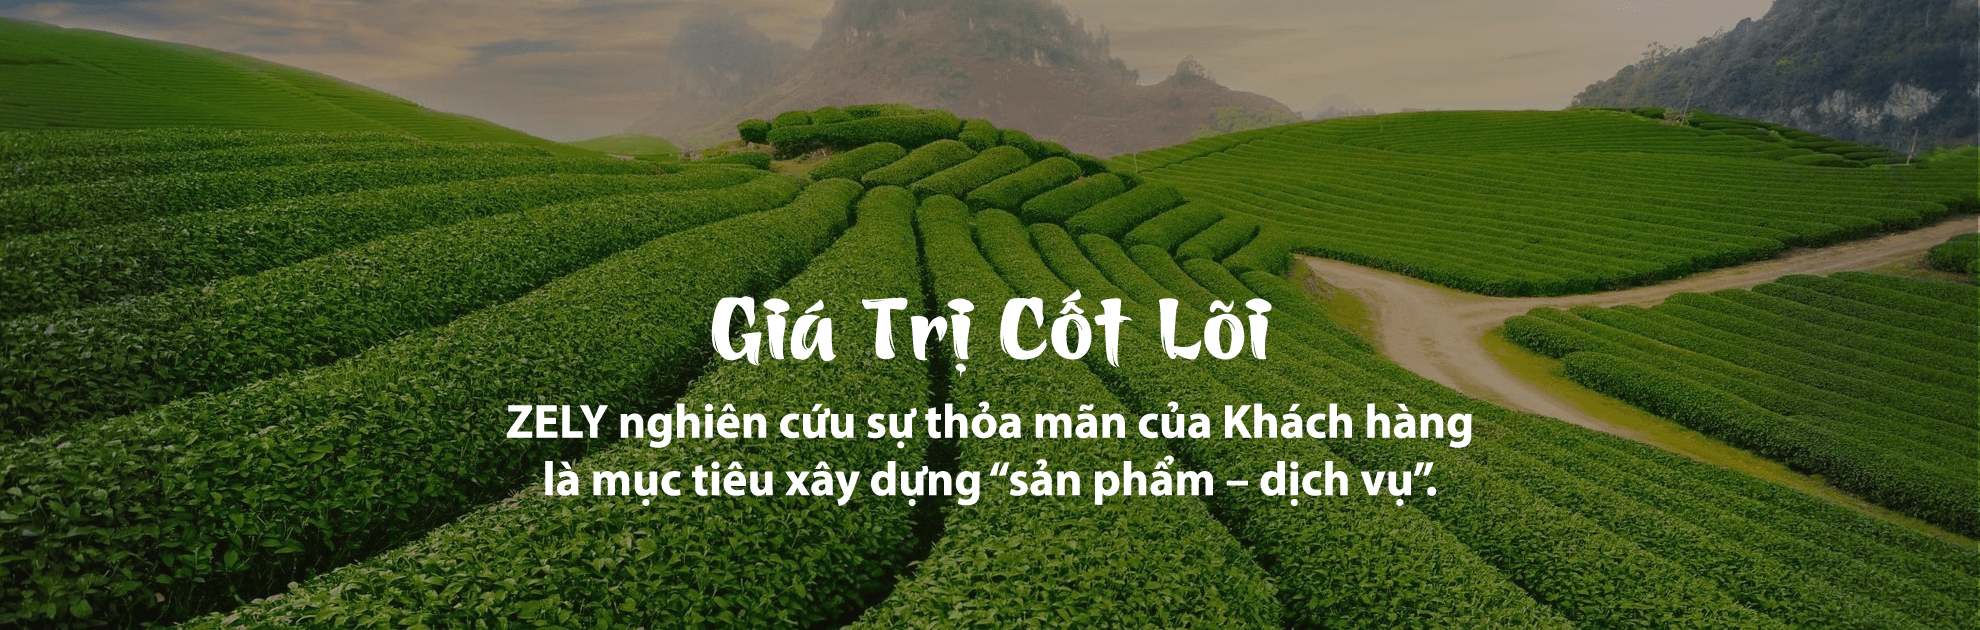 Giá Trị Cốt Lõi
ZELY nghiên cứu sự thỏa mãn của Khách hàng
là mục tiêu xây dựng “sản phẩm – dịch vụ”.